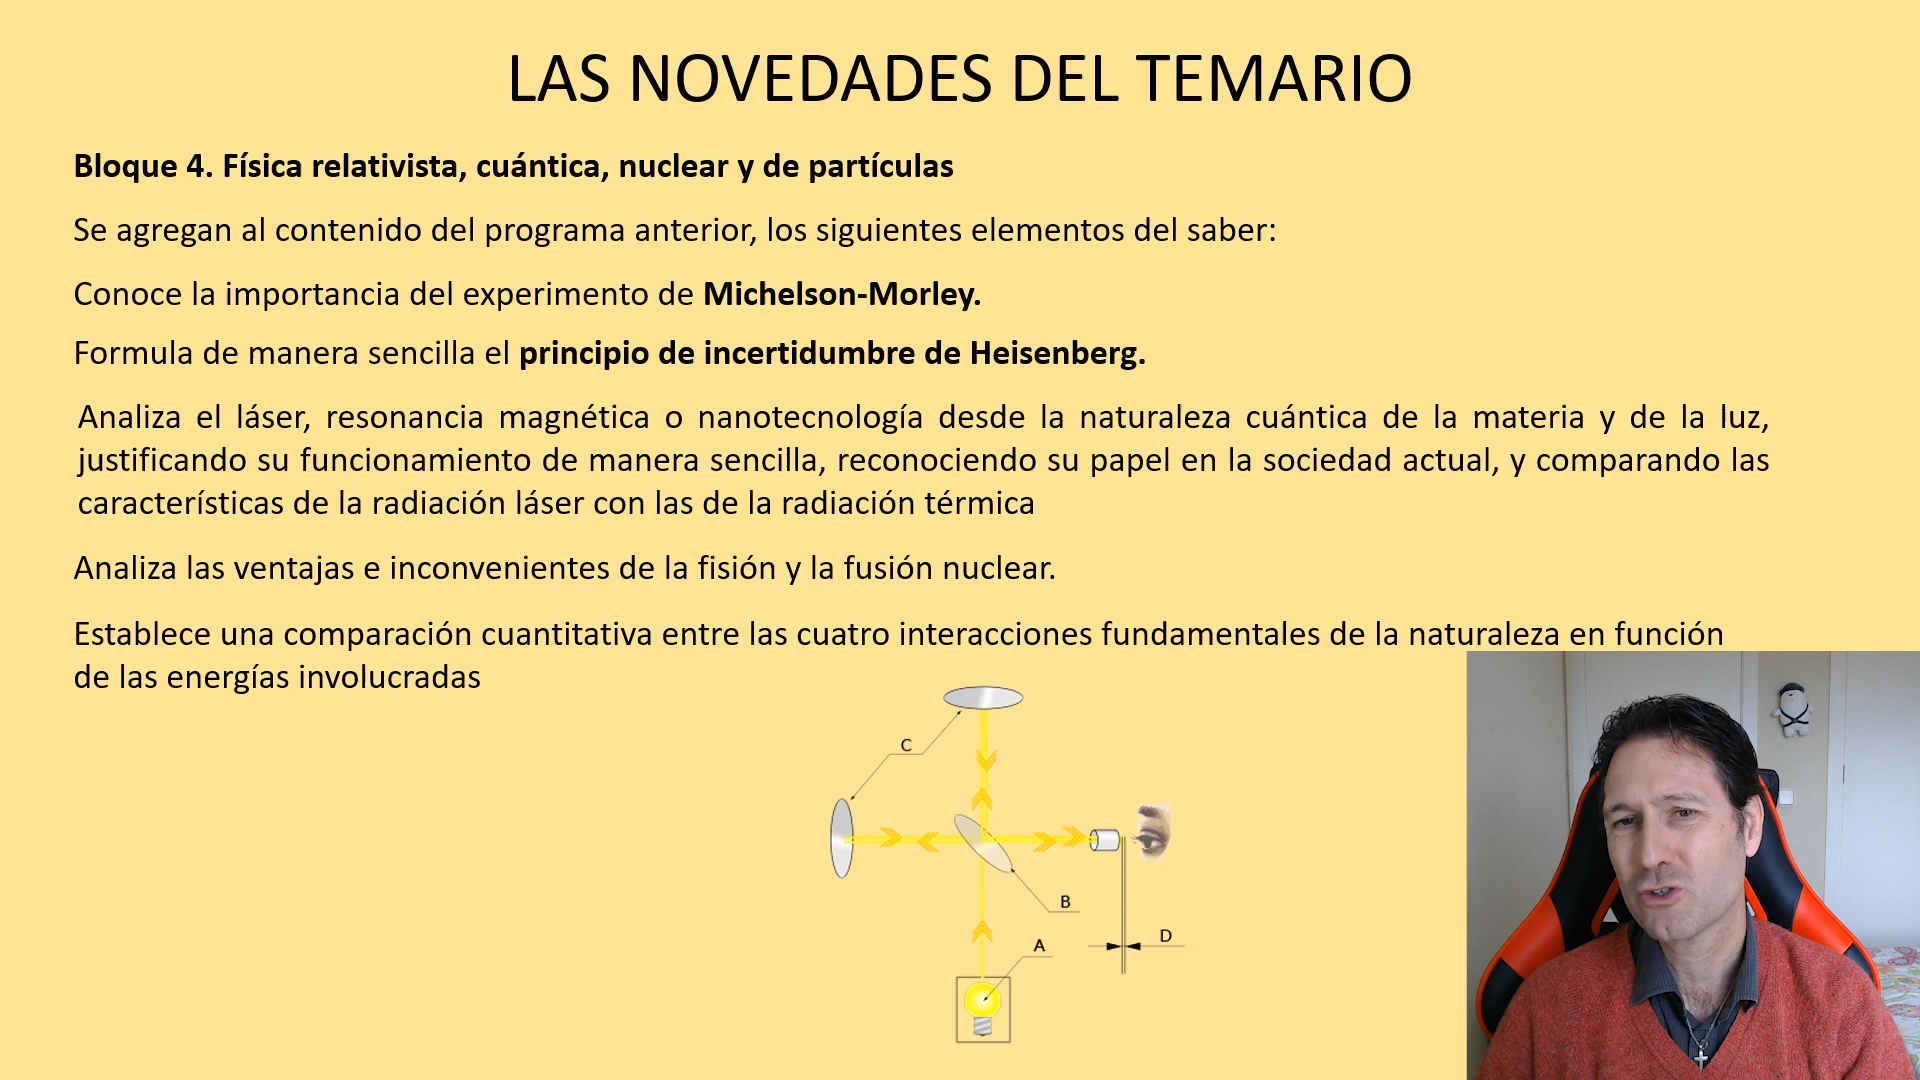 LAS NOVEDADES DEL TEMARIO
Bloque 4. Física relativista, cuántica, nuclear y de partículas
Se agregan al contenido del programa anterior, los siguientes elementos del saber:
Conoce la importancia del experimento de Michelson-Morley.
Formula de manera sencilla el principio de incertidumbre de Heisenberg.
Analiza el láser, resonancia magnética o nanotecnología desde la naturaleza cuántica de la materia y de la luz,
justificando su funcionamiento de manera sencilla, reconociendo su papel en la sociedad actual, y comparando las
características de la radiación láser con las de la radiación térmica
Analiza las ventajas e inconvenientes de la fisión y la fusión nuclear.
Establece una comparación cuantitativa entre las cuatro interacciones fundamentales de la naturaleza en función
de las energías involucradas
C
B
A
D